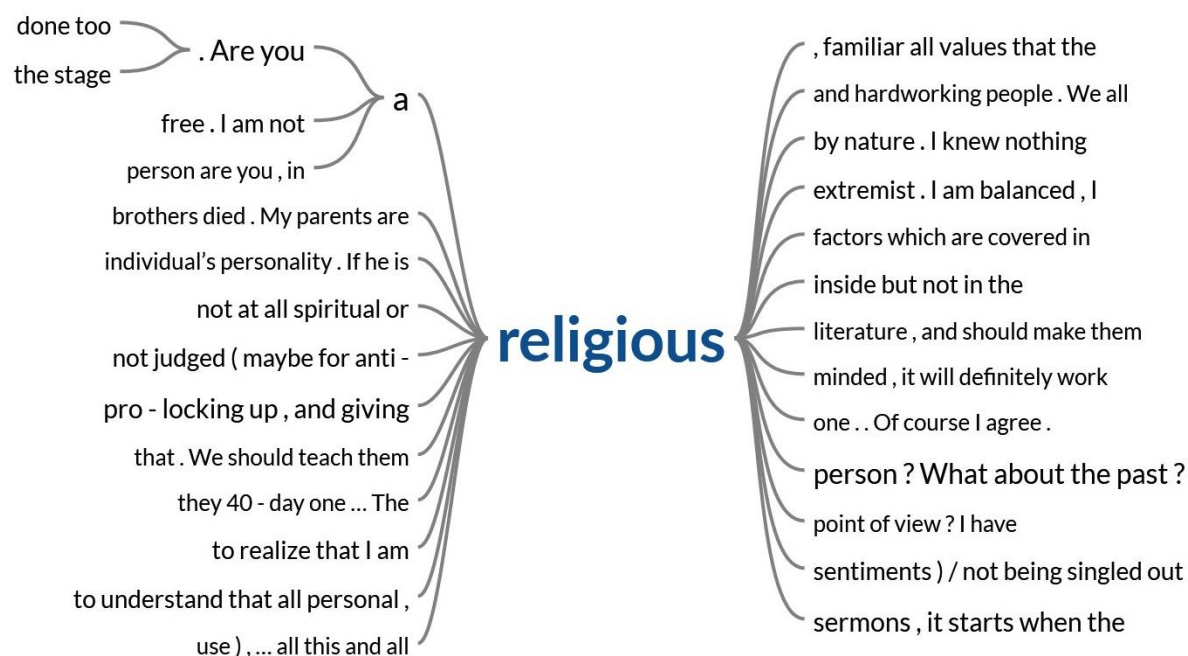 done too
the stage
. Are you
free . I am not
person are you , in
a
brothers died . My parents are
individual’s personality . If he is
not at all spiritual or
not judged ( maybe for anti -
pro - locking up , and giving
that . We should teach them
they 40 - day one ... The
to realize that I am
to understand that all personal ,
use ) , ... all this and all
religious
, familiar all values that the
and hardworking people . We all
by nature . I knew nothing
extremist . I am balanced , I
factors which are covered in
inside but not in the
literature , and should make them
minded , it will definitely work
one . . Of course I agree .
person ? What about the past ?
point of view ? I have
sentiments ) / not being singled out
sermons , it starts when the